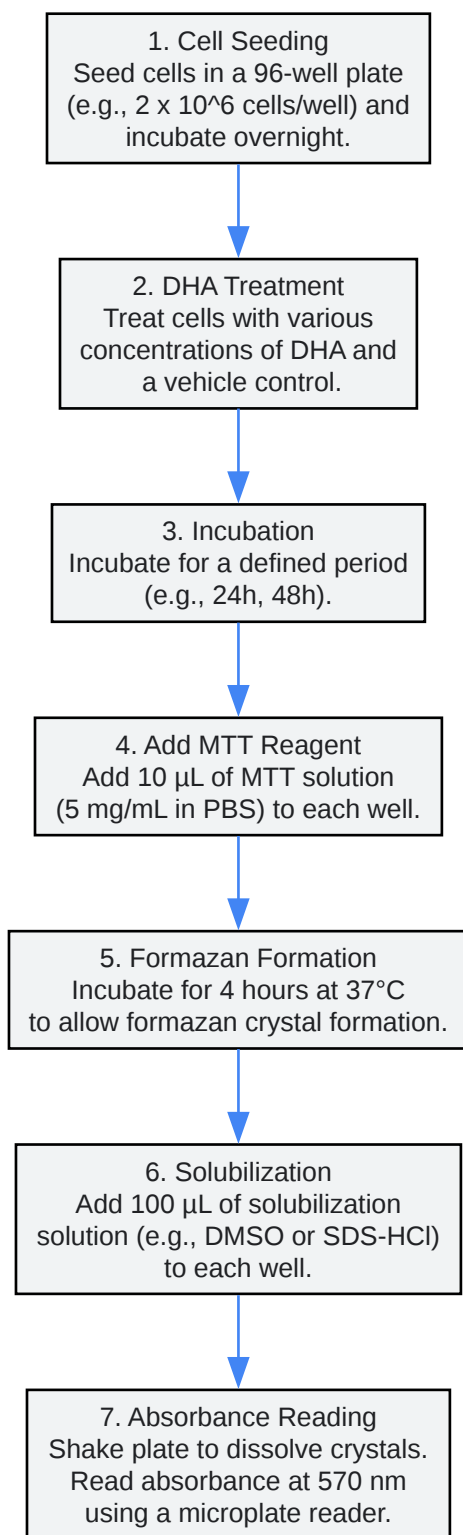 1. Cell Seeding
Seed cells in a 96-well plate
(e.g., 2 x 10^6 cells/well) and
incubate overnight.
2. DHA Treatment
Treat cells with various
concentrations of DHA and
a vehicle control.
3. Incubation
Incubate for a defined period
(e.g., 24h, 48h).
4. Add MTT Reagent
Add 10 µL of MTT solution
(5 mg/mL in PBS) to each well.
5. Formazan Formation
Incubate for 4 hours at 37°C
to allow formazan crystal formation.
6. Solubilization
Add 100 µL of solubilization
solution (e.g., DMSO or SDS-HCl)
to each well.
7. Absorbance Reading
Shake plate to dissolve crystals.
Read absorbance at 570 nm
using a microplate reader.